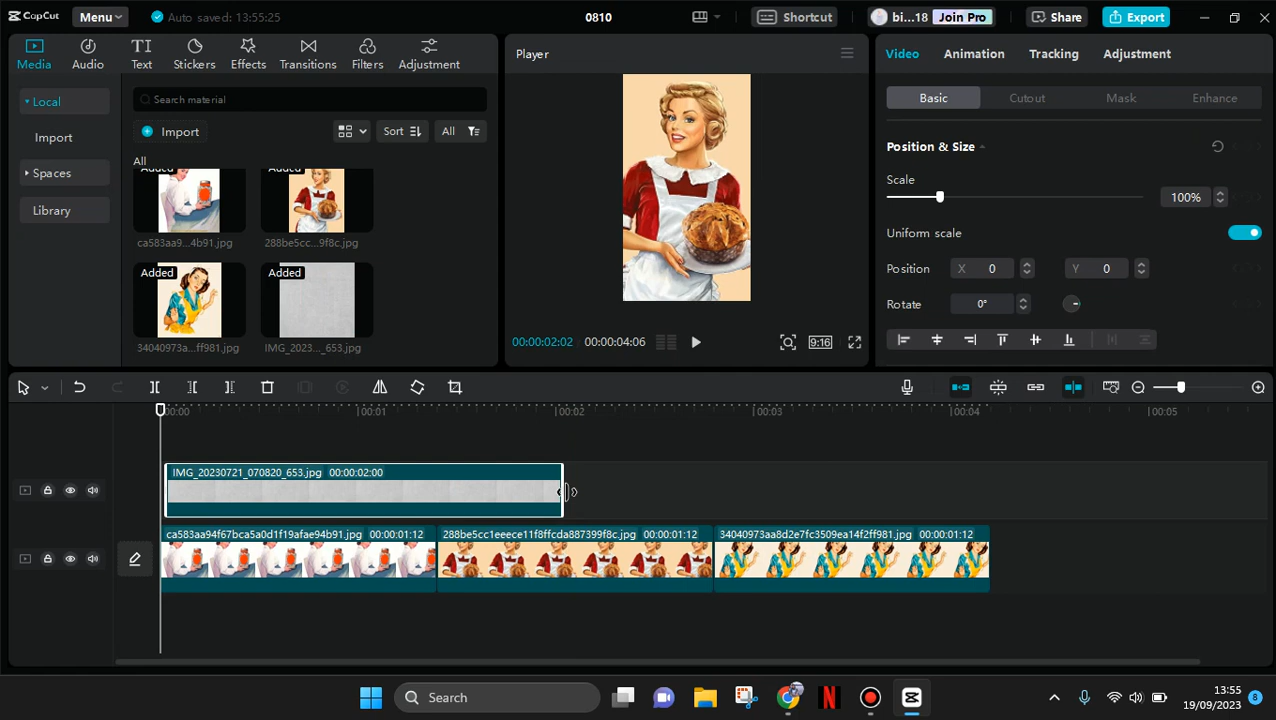 CapCut
Menu
Auto saved: 13:55:25
0810
Shortcut
bi...18
Join Pro
Share
Export
Media
Audio
Text
Stickers
Effects
Transitions
Filters
Adjustment
Local
Import
Spaces
Library
Search material
Import
Sort
All
All
Added
Added
ca583aa9...4b91.jpg
288be5cc...9f8c.jpg
Added
Added
34040973a...ff981.jpg
IMG_2023..._653.jpg
Player
00:00:02:02
00:00:04:06
9:16
Video
Animation
Tracking
Adjustment
Basic
Cutout
Mask
Enhance
Position & Size
Scale
100%
Uniform scale
Position
X
0
Y
0
Rotate
0°
00:00
00:01
00:02
00:03
00:04
00:05
IMG_20230721_070820_653.jpg 00:00:02:00
ca583aa94f67bca5a0d1f19afae94b91.jpg 00:00:01:12
288be5cc1eeece11f8ffcda887399f8c.jpg 00:00:01:12
34040973aa8d2e7fc3509ea14f2ff981.jpg 00:00:01:12
Search
13:55
19/09/2023
8